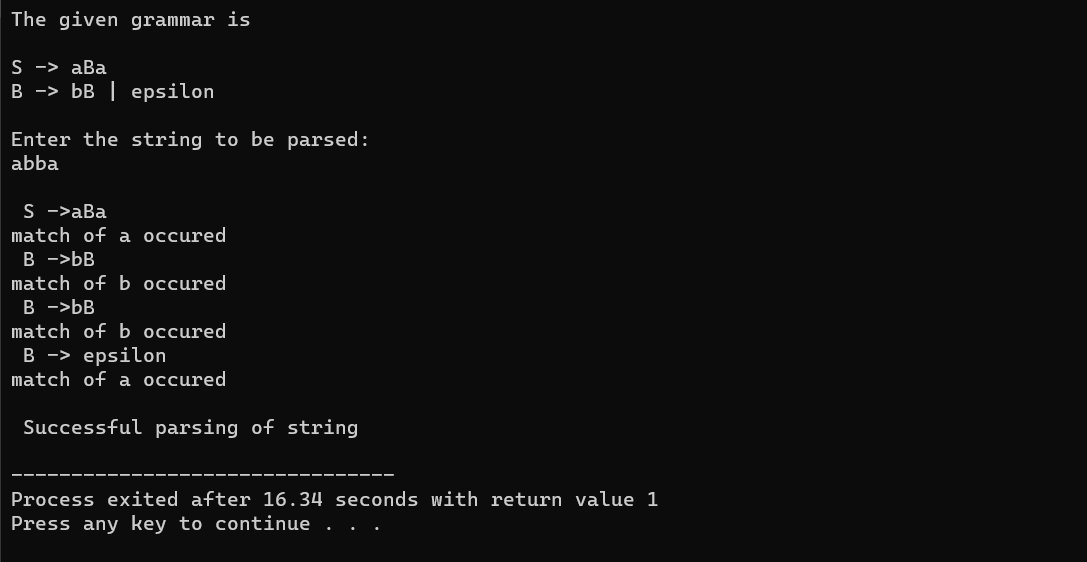 The given grammar is
S -> aBa
B -> bB | epsilon
Enter the string to be parsed:
abba
S ->aBa
match of a occured
B ->bB
match of b occured
B ->bB
match of b occured
B -> epsilon
match of a occured
Successful parsing of string
--------------------------------
Process exited after 16.34 seconds with return value 1
Press any key to continue . . .